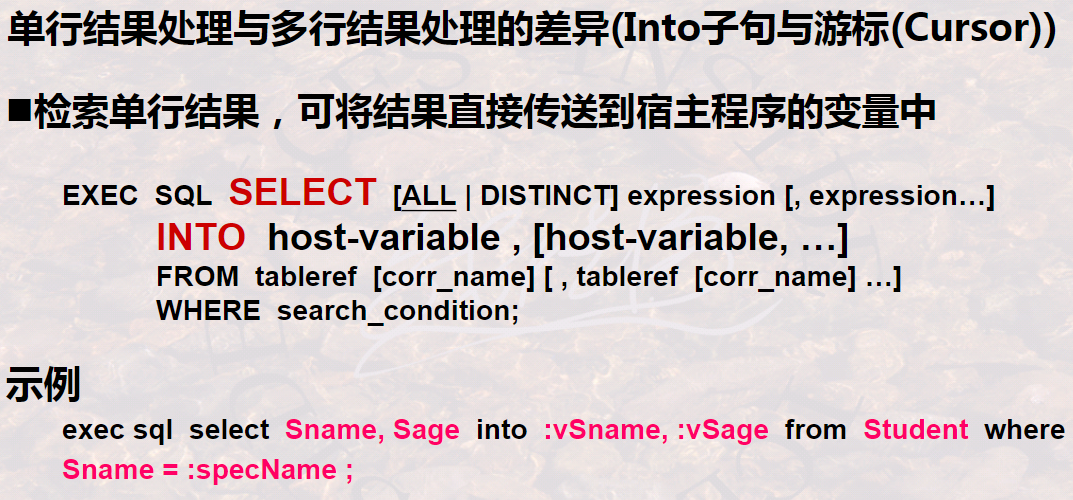 单行结果处理与多行结果处理的差异(Into子句与游标(Cursor))
■检索单行结果，可将结果直接传送到宿主程序的变量中
EXEC SQL SELECT [ALL | DISTINCT] expression [, expression…]
INTO host-variable , [host-variable, …]
FROM tableref [corr_name] [ , tableref [corr_name] …]
WHERE search_condition;
示例
exec sql select Sname, Sage into :vSname, :vSage from Student where
Sname = :specName ;